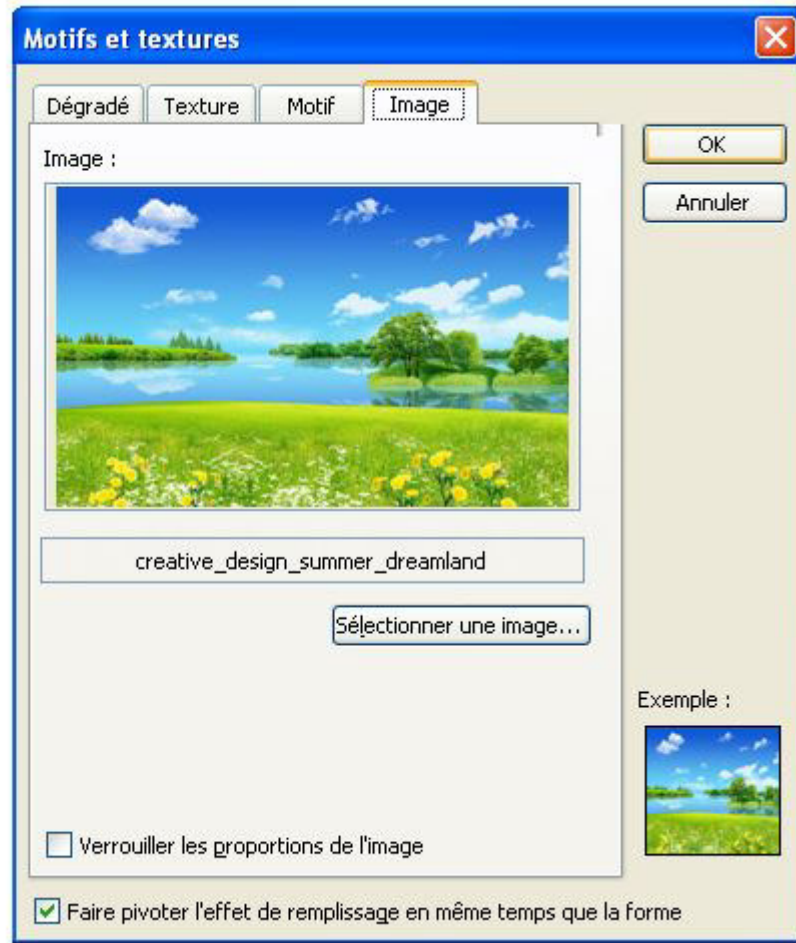 Motifs et textures
Dégradé Texture Motif Image
Image :
OK
Annuler
creative_design_summer_dreamland
Sélectionner une image...
Exemple :
Verrouiller les proportions de l'image
Faire pivoter l'effet de remplissage en même temps que la forme